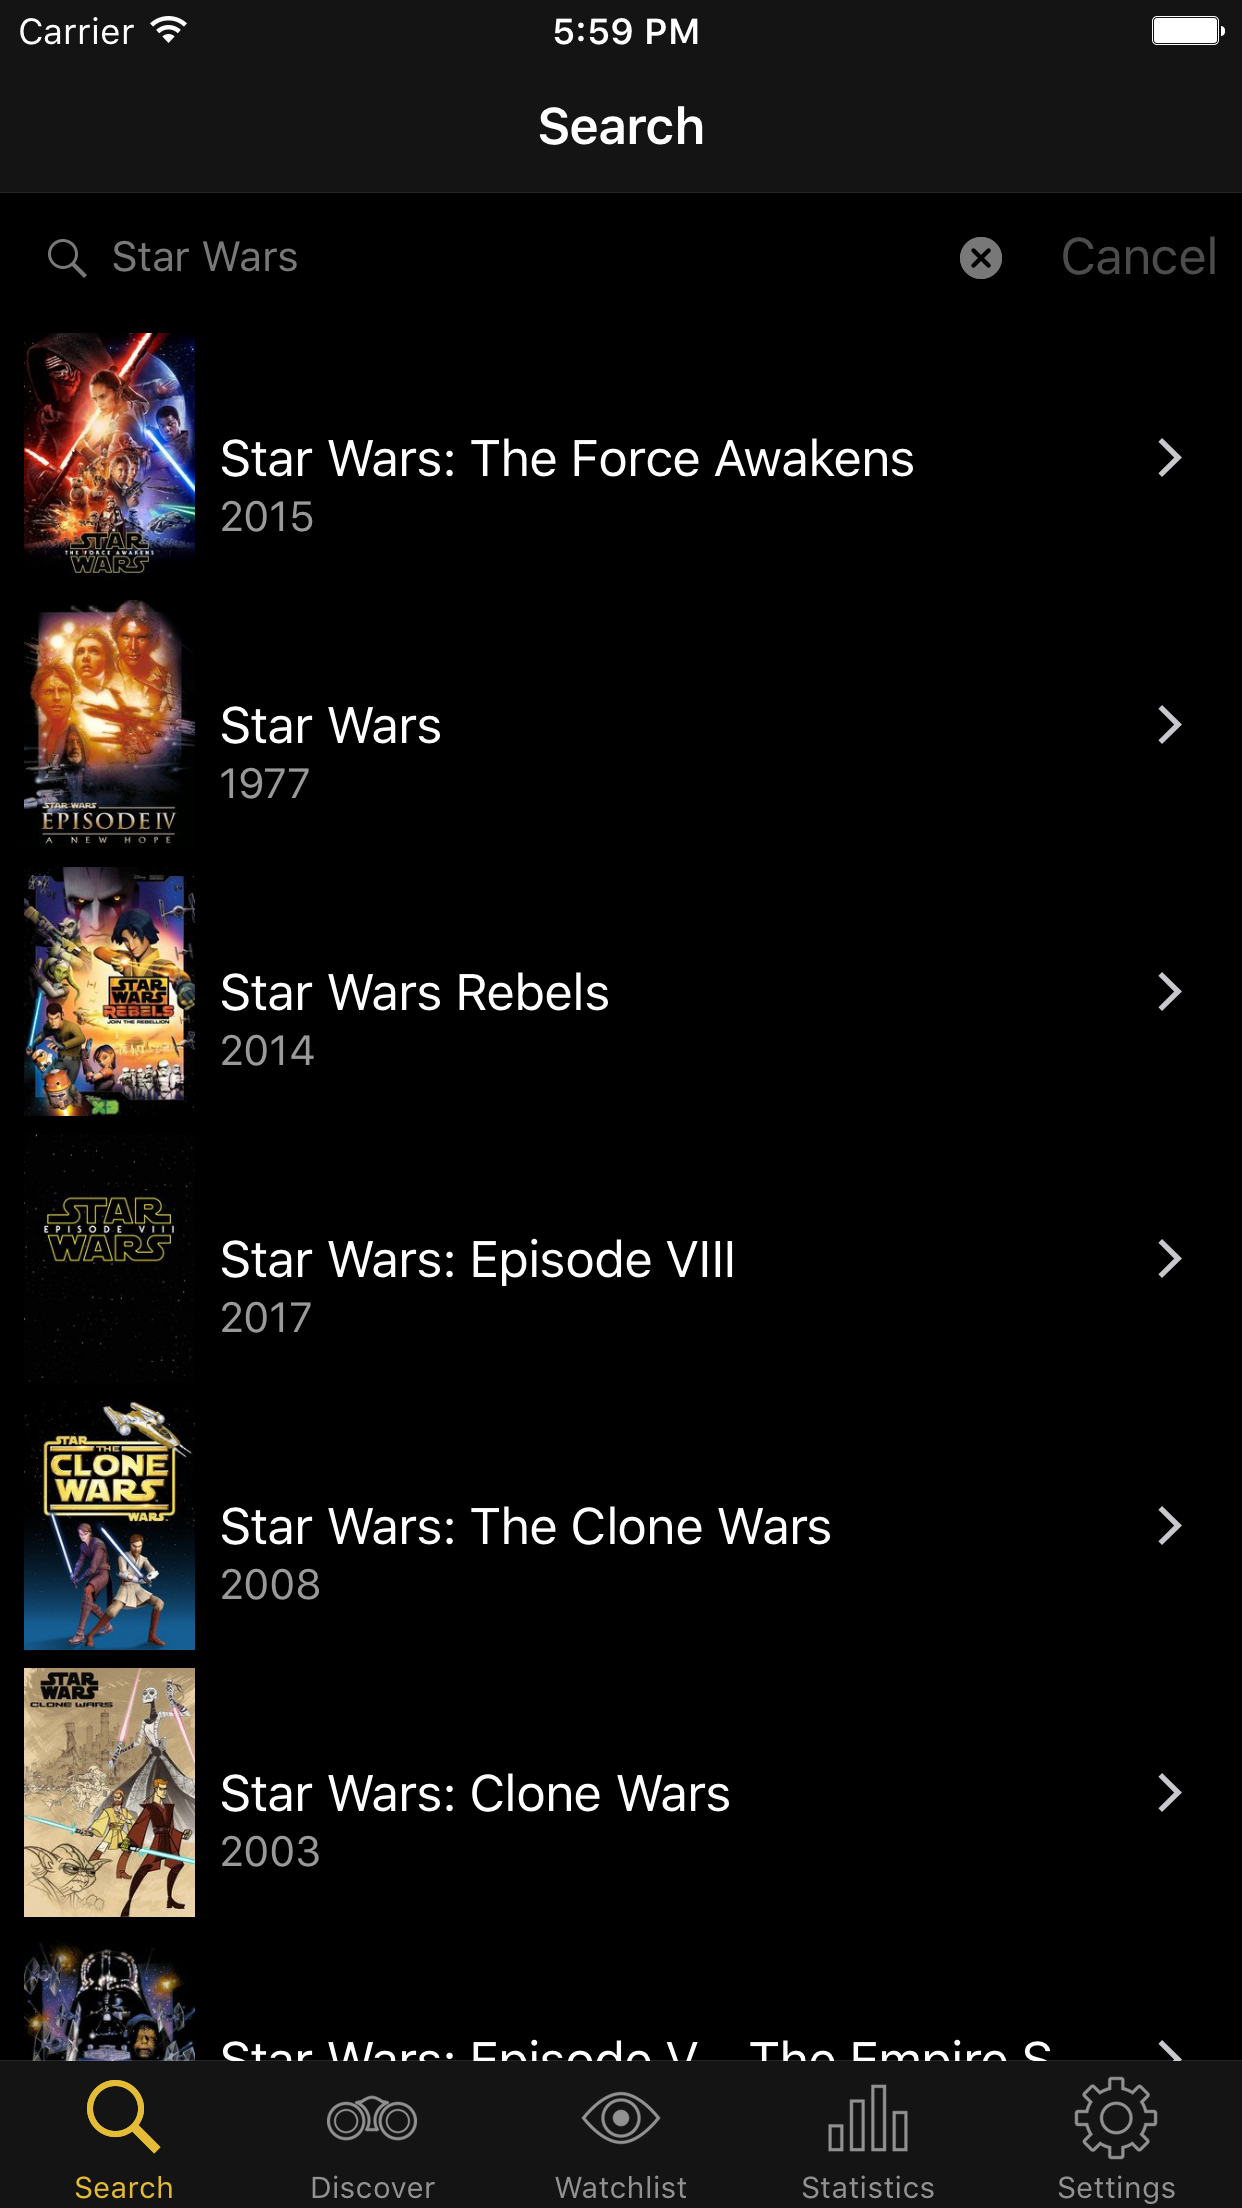 Carrier 5:59 PM
Search
Star Wars
Cancel
STAR
THE FORCE AWAKENS
WARS
Star Wars: The Force Awakens
2015
STAR WARS
EPISODE IV
A NEW HOPE
Star Wars
1977
STAR
WARS
REBELS
JOIN THE REBELLION
XD
Star Wars Rebels
2014
STAR
EPISODE VIII
WARS
Star Wars: Episode VIII
2017
STAR
THE
CLONE
WARS
WARS
Star Wars: The Clone Wars
2008
STAR
WARS
CLONE WARS
Star Wars: Clone Wars
2003
Star Wars: Episode V - The Empire S
Search
Discover
Watchlist
Statistics
Settings